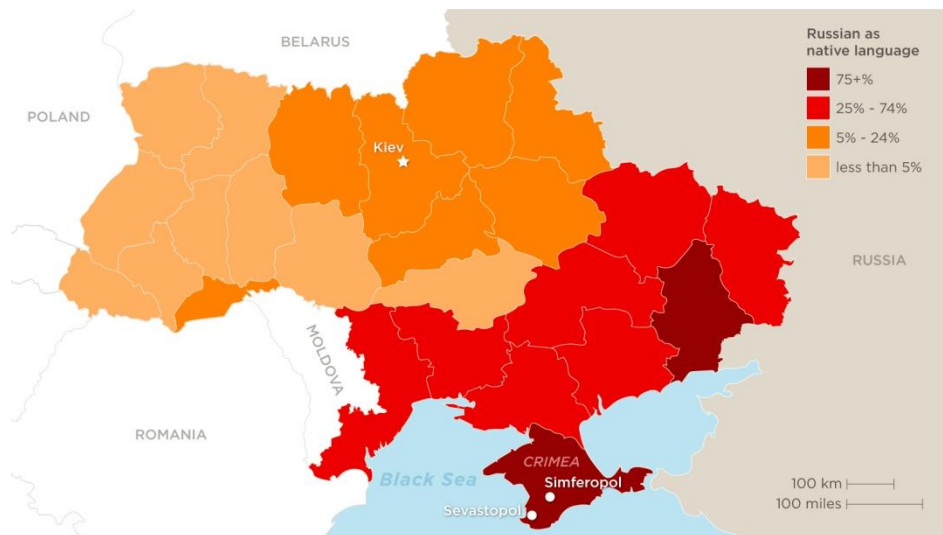 BELARUS
POLAND
Kiev
Russian as
native language
75+%
25% - 74%
5% - 24%
less than 5%
RUSSIA
MOLDOVA
ROMANIA
Black Sea
CRIMEA
Simferopol
Sevastopol
100 km
100 miles